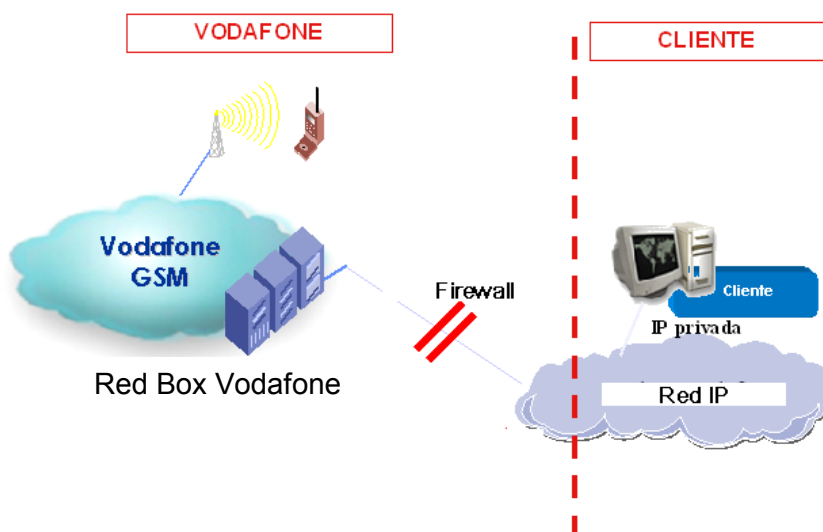 VODAFONE
CLIENTE
Vodafone
GSM
Firewall
Cliente
IP privada
Red Box Vodafone
Red IP